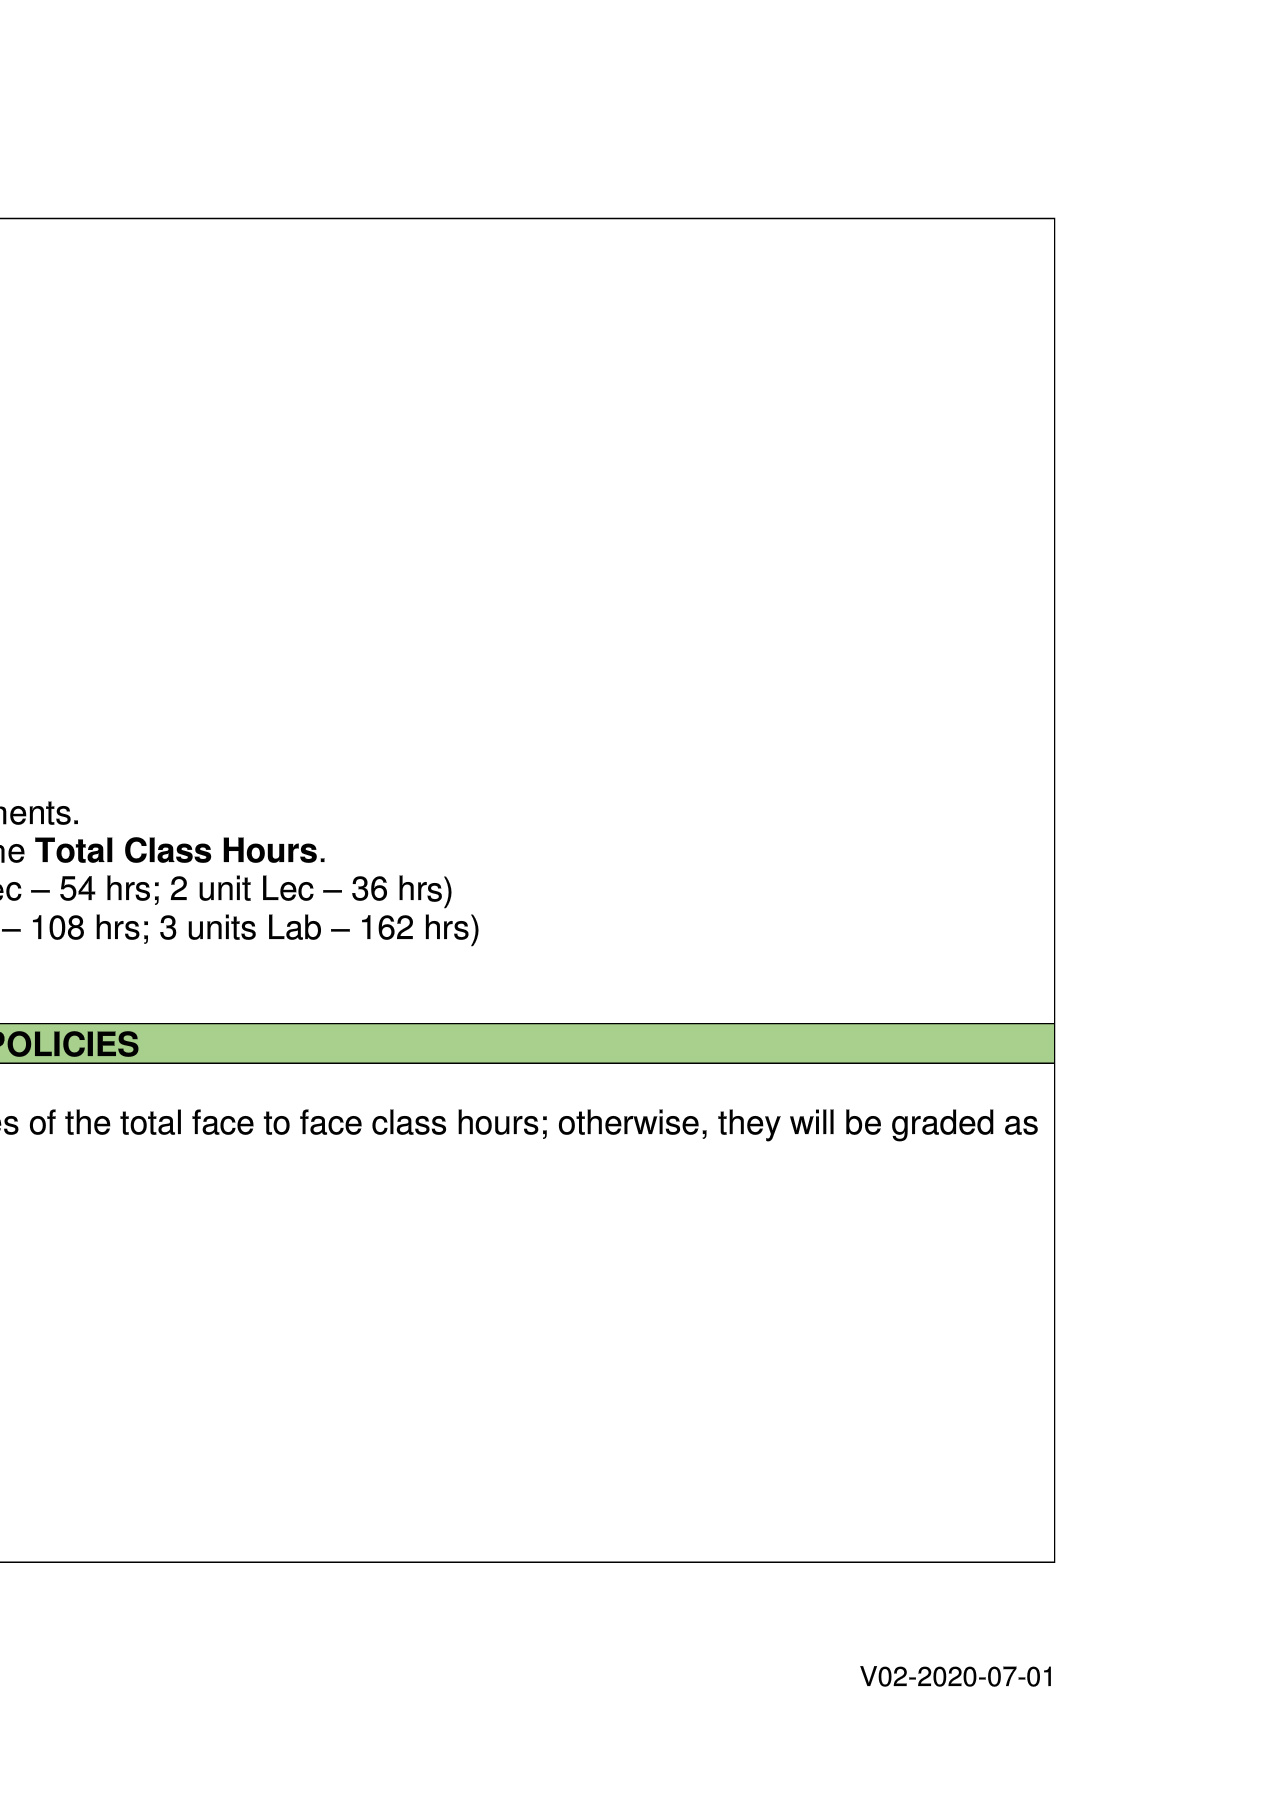 ments.
he Total Class Hours.
ec – 54 hrs; 2 unit Lec – 36 hrs)
– 108 hrs; 3 units Lab – 162 hrs)
POLICIES
es of the total face to face class hours; otherwise, they will be graded as
V02-2020-07-01